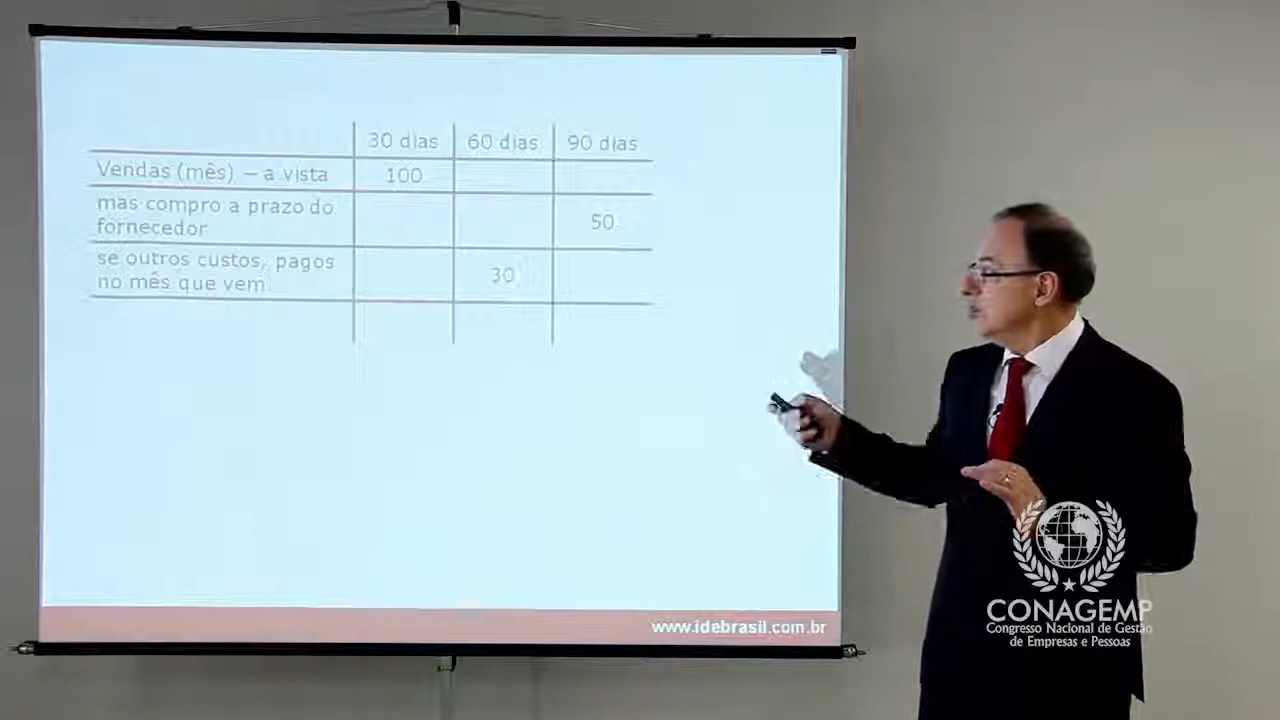 30 dias 60 dias 90 dias
Vendas (mês) – a vista 100
mas compro a prazo do
fornecedor 50
se outros custos, pagos
no mês que vem 30
www.idebrasil.com.br
CONAGEMP
Congresso Nacional de Gestão
de Empresas e Pessoas